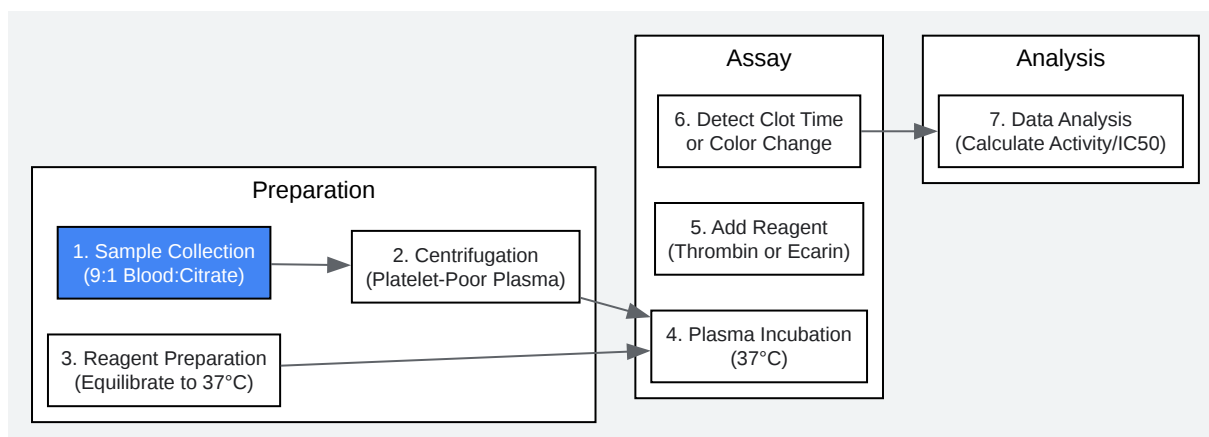 Preparation
1. Sample Collection
(9:1 Blood:Citrate)
2. Centrifugation
(Platelet-Poor Plasma)
3. Reagent Preparation
(Equilibrate to 37°C)
Assay
6. Detect Clot Time
or Color Change
5. Add Reagent
(Thrombin or Ecarin)
4. Plasma Incubation
(37°C)
Analysis
7. Data Analysis
(Calculate Activity/IC50)